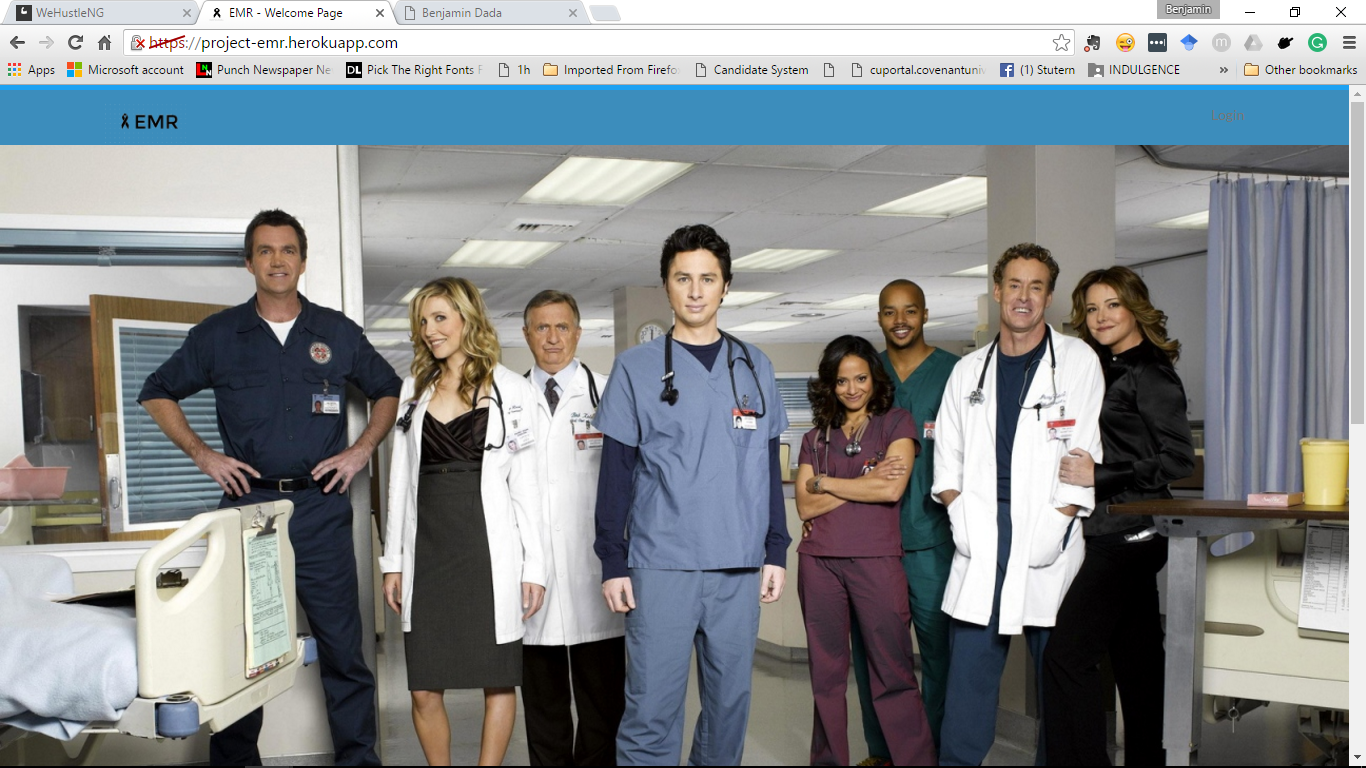 WeHustleNG
EMR - Welcome Page
Benjamin Dada
Benjamin
https://project-emr.herokuapp.com
Apps
Microsoft account
Punch Newspaper Ne
Pick The Right Fonts F
1h
Imported From Firefo
Candidate System
cuportal.covenantuniv
(1) Stutern
INDULGENCE
»
Other bookmarks
EMR
Login